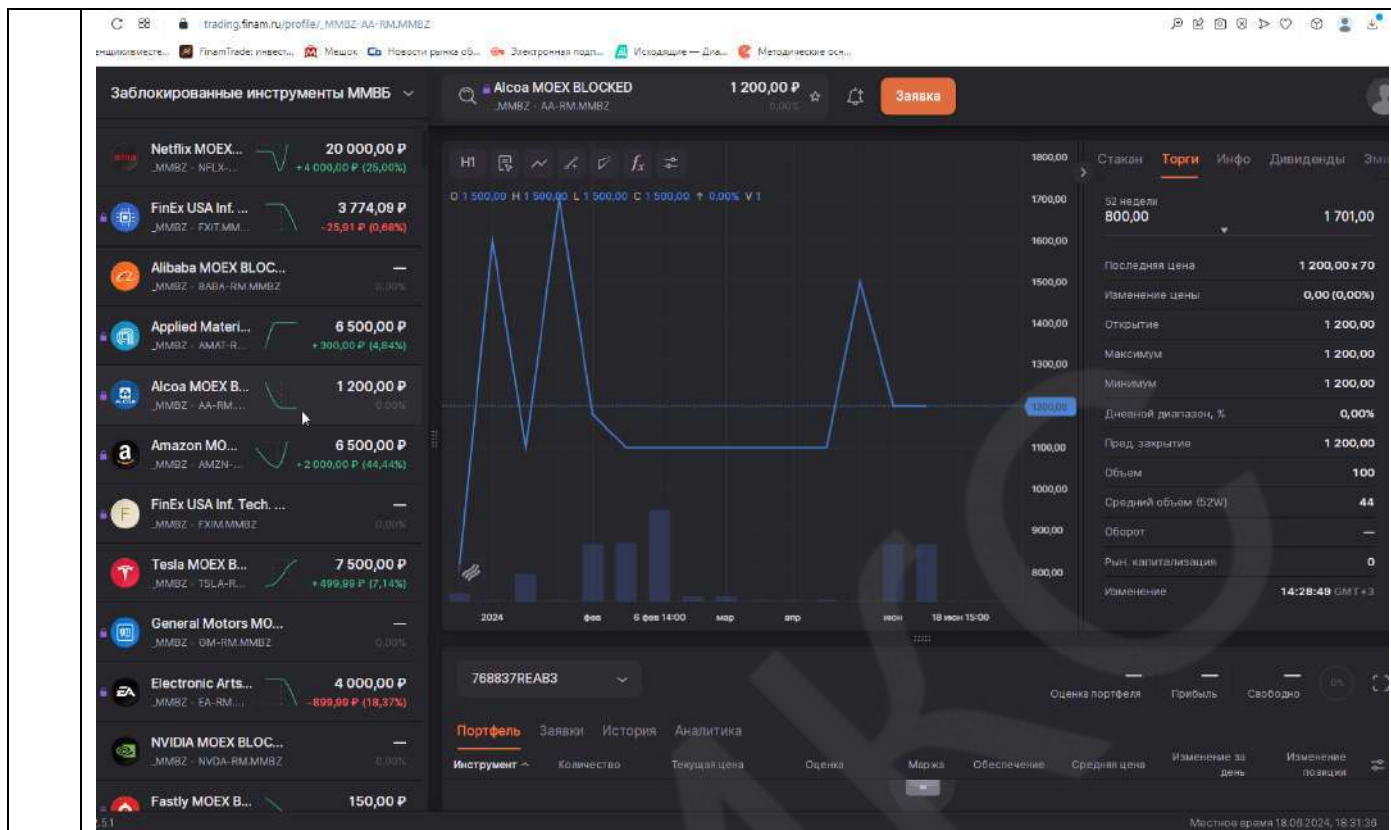 trading.finam.ru/profile/_MMBZ-AA-RM.MMBZ
FinamTrade: инвест... Мешок Новости рынка об... Электронная подп... Исходящие — Диа... Методические осн...
Заблокированные инструменты ММВБ
Alcoa MOEX BLOCKED 1 200,00 ₽
_MMBZ - AA-RM.MMBZ 0,00%
Заявка
Netflix MOEX... 20 000,00 ₽
_MMBZ - NFLX-... +4 000,00 ₽ (25,00%)
FinEx USA Inf. ... 3 774,09 ₽
_MMBZ - FXIT.MM... -25,91 ₽ (0,68%)
Alibaba MOEX BLOC... —
_MMBZ - BABA-RM.MMBZ 0,00%
Applied Materi... 6 500,00 ₽
_MMBZ - AMAT-R... +300,00 ₽ (4,84%)
Alcoa MOEX B... 1 200,00 ₽
_MMBZ - AA-RM.... 0,00%
Amazon MO... 6 500,00 ₽
_MMBZ - AMZN-... +2 000,00 ₽ (44,44%)
FinEx USA Inf. Tech. ... —
_MMBZ - FXIM.MMBZ 0,00%
Tesla MOEX B... 7 500,00 ₽
_MMBZ - TSLA-R... +499,99 ₽ (7,14%)
General Motors MO... —
_MMBZ - GM-RM.MMBZ 0,00%
Electronic Arts... 4 000,00 ₽
_MMBZ - EA-RM.... -899,99 ₽ (18,37%)
NVIDIA MOEX BLOC... —
_MMBZ - NVDA-RM.MMBZ 0,00%
Fastly MOEX B... 150,00 ₽
H1
O 1 500,00 H 1 500,00 L 1 500,00 C 1 500,00 ↑ 0,00% V 1
1800,00
1700,00
1600,00
1500,00
1400,00
1300,00
1200,00
1100,00
1000,00
900,00
800,00
2024 фев 6 фев 14:00 мар апр июн 18 июн 15:00
Стакан Торги Инфо Дивиденды
52 недели
800,00 1 701,00
Последняя цена 1 200,00 x 70
Изменение цены 0,00 (0,00%)
Открытие 1 200,00
Максимум 1 200,00
Минимум 1 200,00
Дневной диапазон, % 0,00%
Пред. закрытие 1 200,00
Объем 100
Средний объём (52W) 44
Оборот —
Рын. капитализация 0
Изменение 14:28:49 GMT+3
768837REAB3
Оценка портфеля Прибыль Свободно 0%
Портфель Заявки История Аналитика
Инструмент Количество Текущая цена Оценка Маржа Обеспечение Средняя цена Изменение за день Изменение позиции
Местное время 18.06.2024, 18:31:36